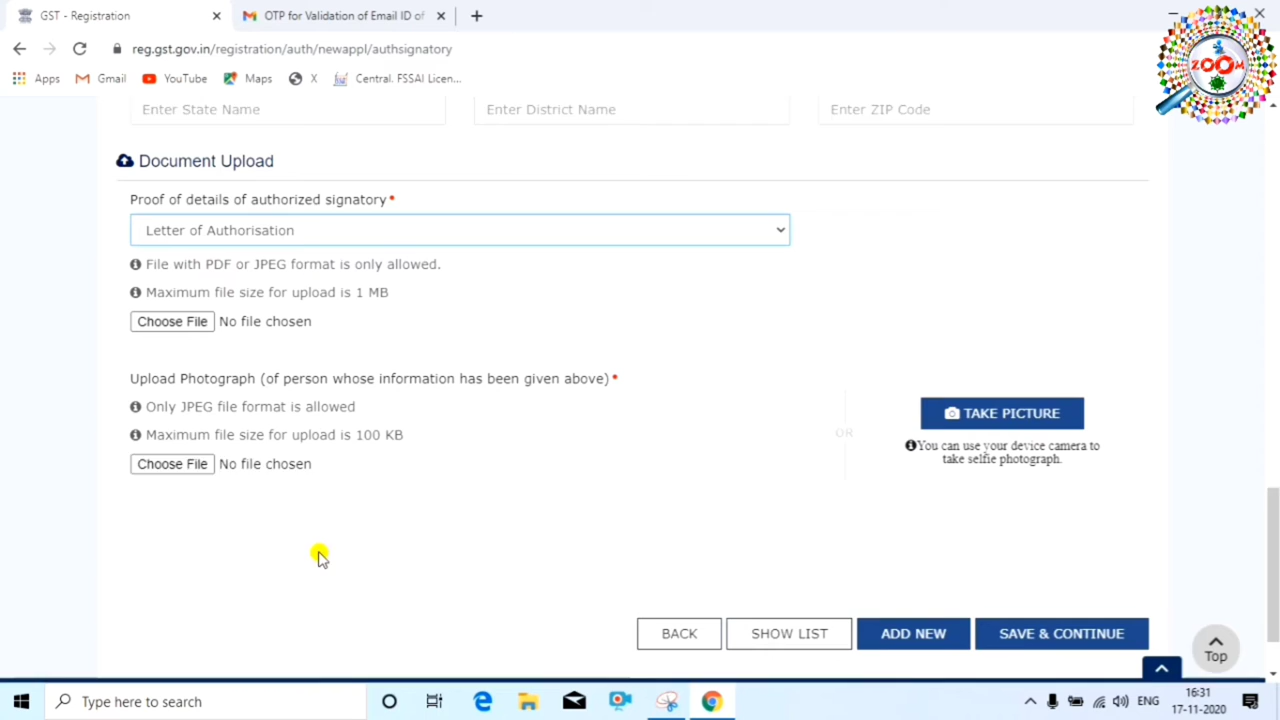 GST - Registration
OTP for Validation of Email ID of
reg.gst.gov.in/registration/auth/newappl/authsignatory
Apps Gmail YouTube Maps X Central. FSSAI Licen...
ZOOM
Enter State Name Enter District Name Enter ZIP Code
Document Upload
Proof of details of authorized signatory*
Letter of Authorisation
File with PDF or JPEG format is only allowed.
Maximum file size for upload is 1 MB
Choose File No file chosen
Upload Photograph (of person whose information has been given above)*
Only JPEG file format is allowed
Maximum file size for upload is 100 KB
Choose File No file chosen
OR
TAKE PICTURE
You can use your device camera to
take selfie photograph.
BACK SHOW LIST ADD NEW SAVE & CONTINUE
Top
Type here to search
ENG
16:31
17-11-2020